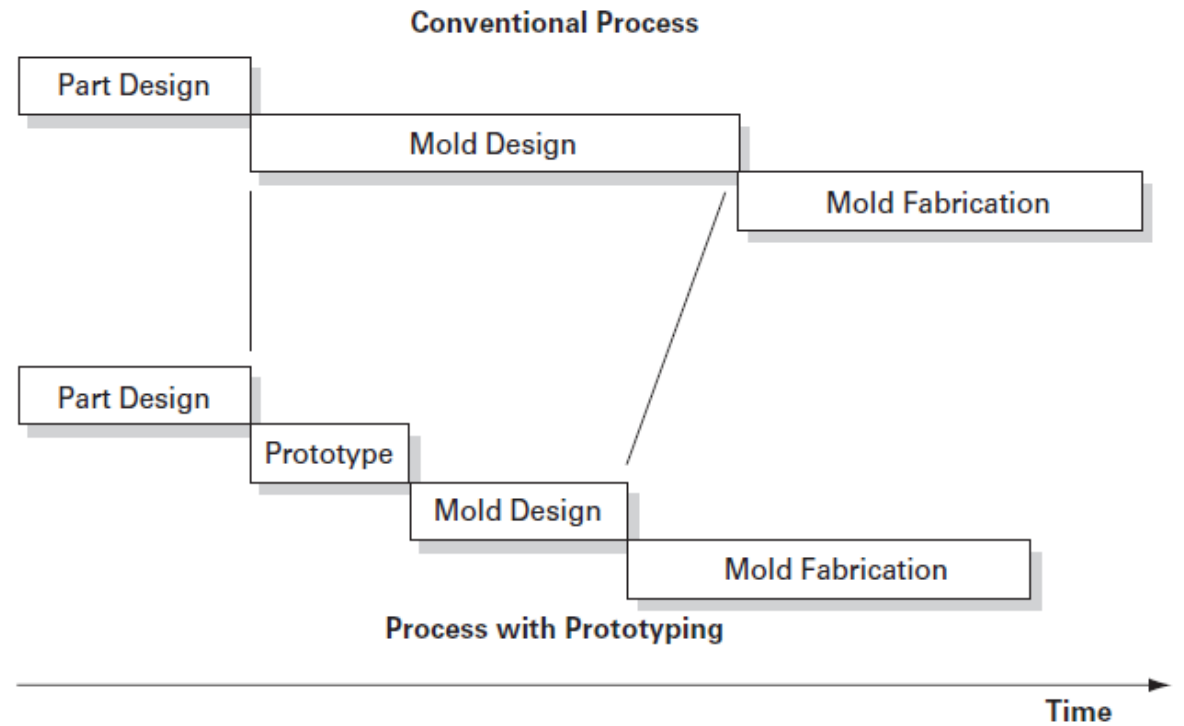 Conventional Process
Part Design
Mold Design
Mold Fabrication
Part Design
Prototype
Mold Design
Mold Fabrication
Process with Prototyping
Time